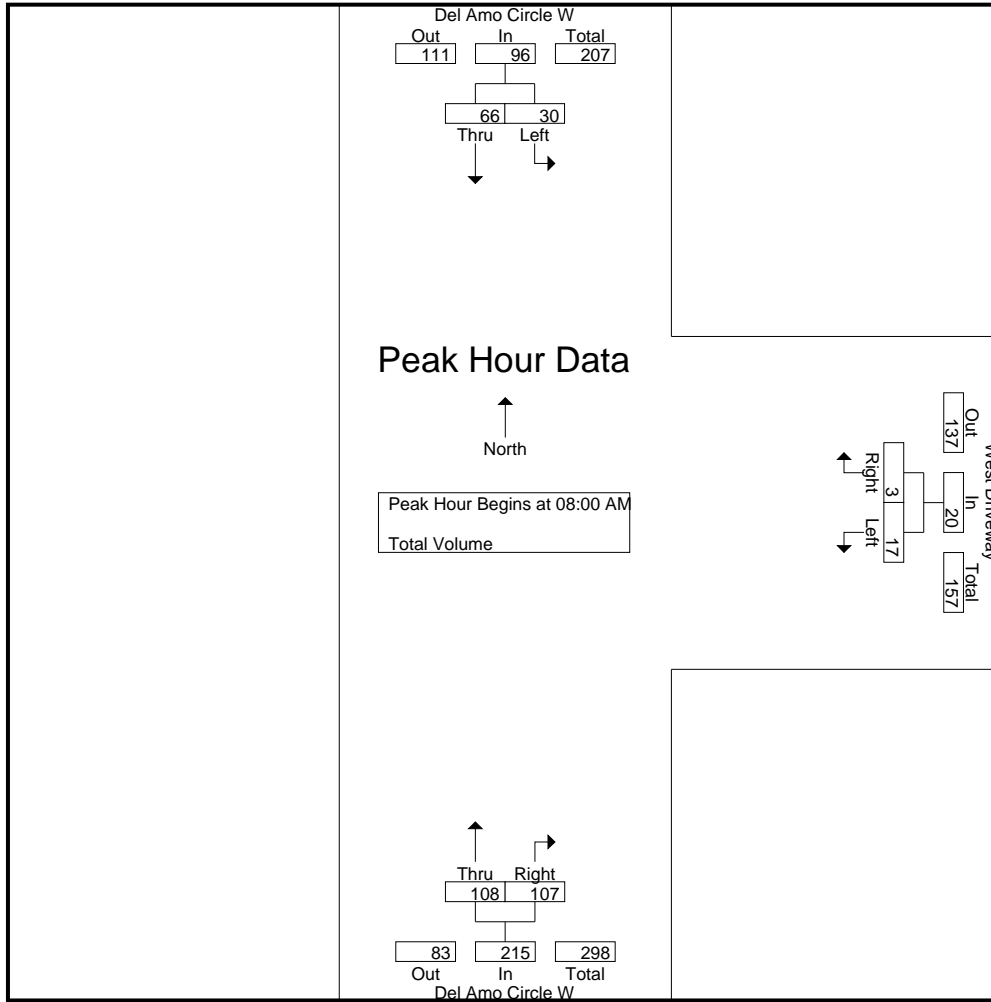 Del Amo Circle W
Out In Total
111 96 207
66 30
Thru Left
Peak Hour Data
North
Peak Hour Begins at 08:00 AM
Total Volume
West Driveway
Out In Total
137 20 157
3 17
Right Left
Thru Right
108 107
83 215 298
Out In Total
Del Amo Circle W